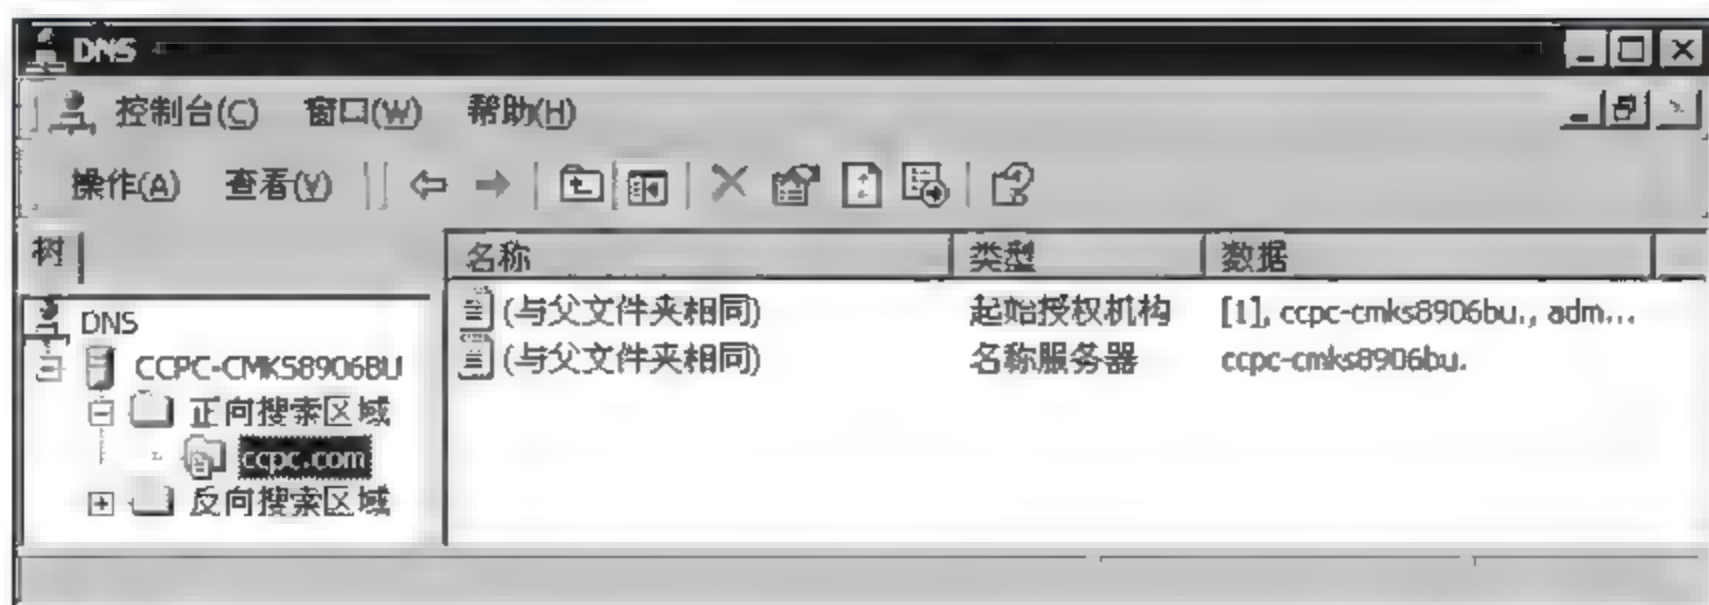 DNS
控制台(C) 窗口(W) 帮助(H)
操作(A) 查看(V)
树
名称 类型 数据
DNS
CCPC-CMKS8906BU
正向搜索区域
ccpc.com
反向搜索区域
(与父文件夹相同) 起始授权机构 [1], ccpc-cmks8906bu., adm...
(与父文件夹相同) 名称服务器 ccpc-cmks8906bu.